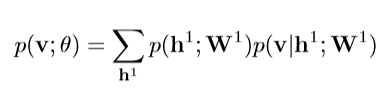 p(v; θ) = ∑_{h¹} p(h¹; W¹)p(v|h¹; W¹)